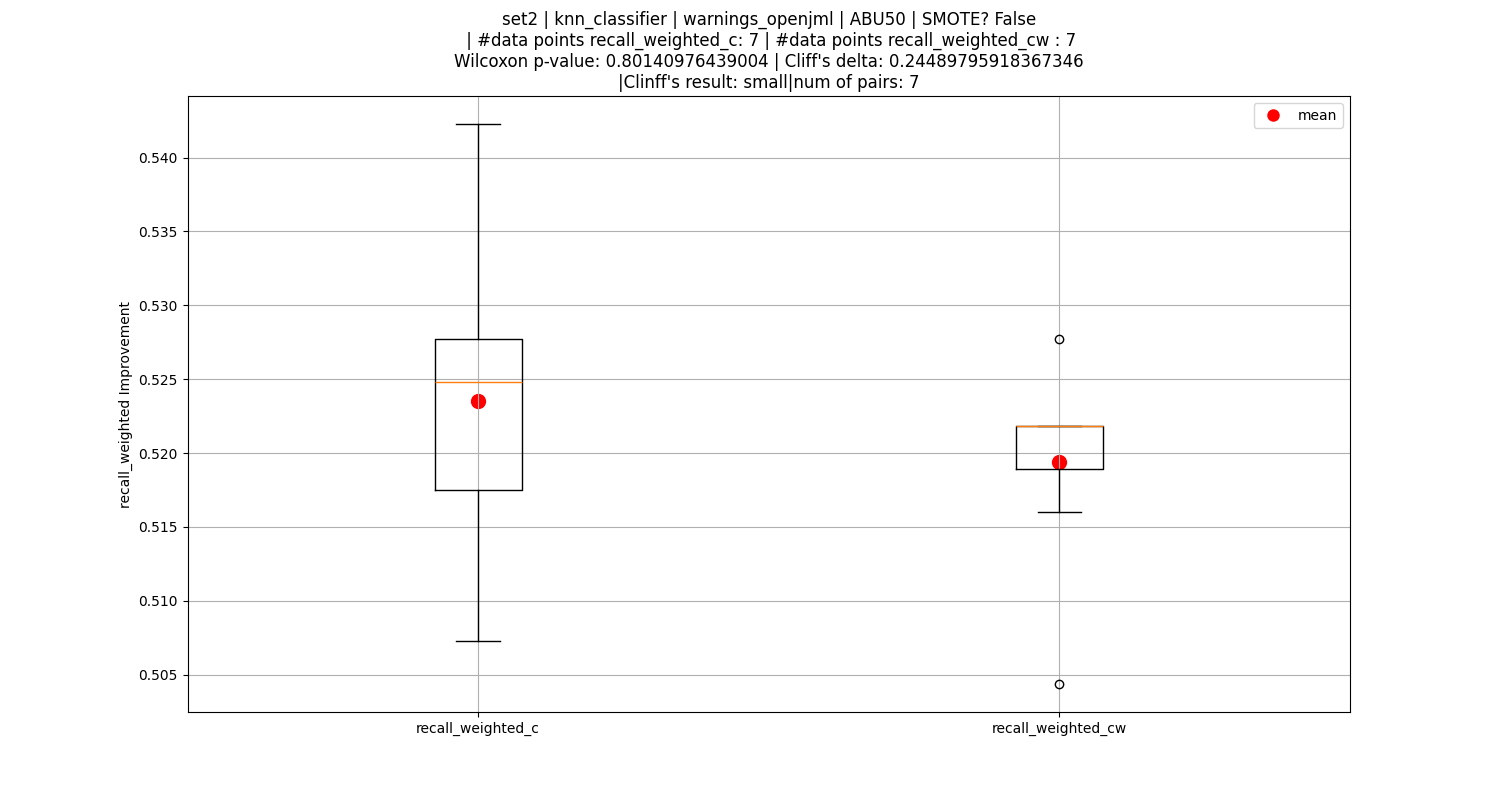 set2 | knn_classifier | warnings_openjml | ABU50 | SMOTE? False
| #data points recall_weighted_c: 7 | #data points recall_weighted_cw : 7
Wilcoxon p-value: 0.80140976439004 | Cliff's delta: 0.24489795918367346
|Clinff's result: small|num of pairs: 7
mean
0.540
0.535
0.530
0.525
0.520
0.515
0.510
0.505
recall_weighted Improvement
recall_weighted_c
recall_weighted_cw